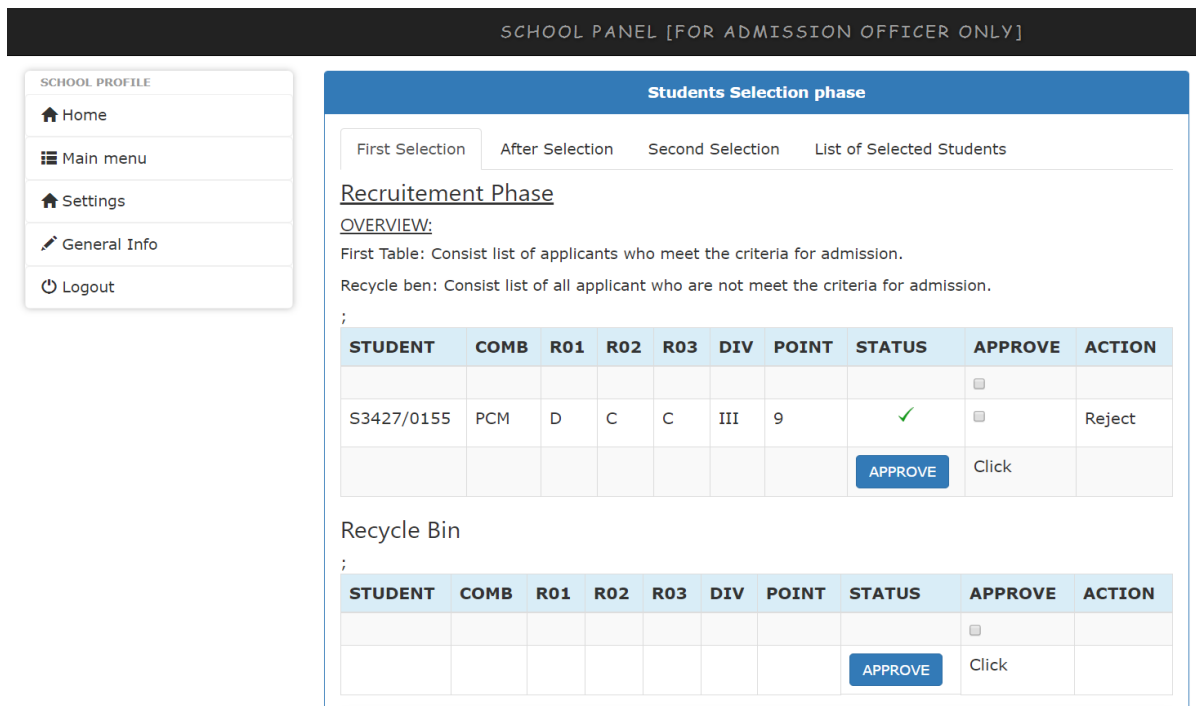 SCHOOL PANEL [FOR ADMISSION OFFICER ONLY]
SCHOOL PROFILE
Home
Main menu
Settings
General Info
Logout
Students Selection phase
First Selection After Selection Second Selection List of Selected Students
Recruitement Phase
OVERVIEW:
First Table: Consist list of applicants who meet the criteria for admission.
Recycle ben: Consist list of all applicant who are not meet the criteria for admission.
;
STUDENT COMB R01 R02 R03 DIV POINT STATUS APPROVE ACTION
S3427/0155 PCM D C C III 9 Reject
APPROVE Click
Recycle Bin
;
STUDENT COMB R01 R02 R03 DIV POINT STATUS APPROVE ACTION
APPROVE Click